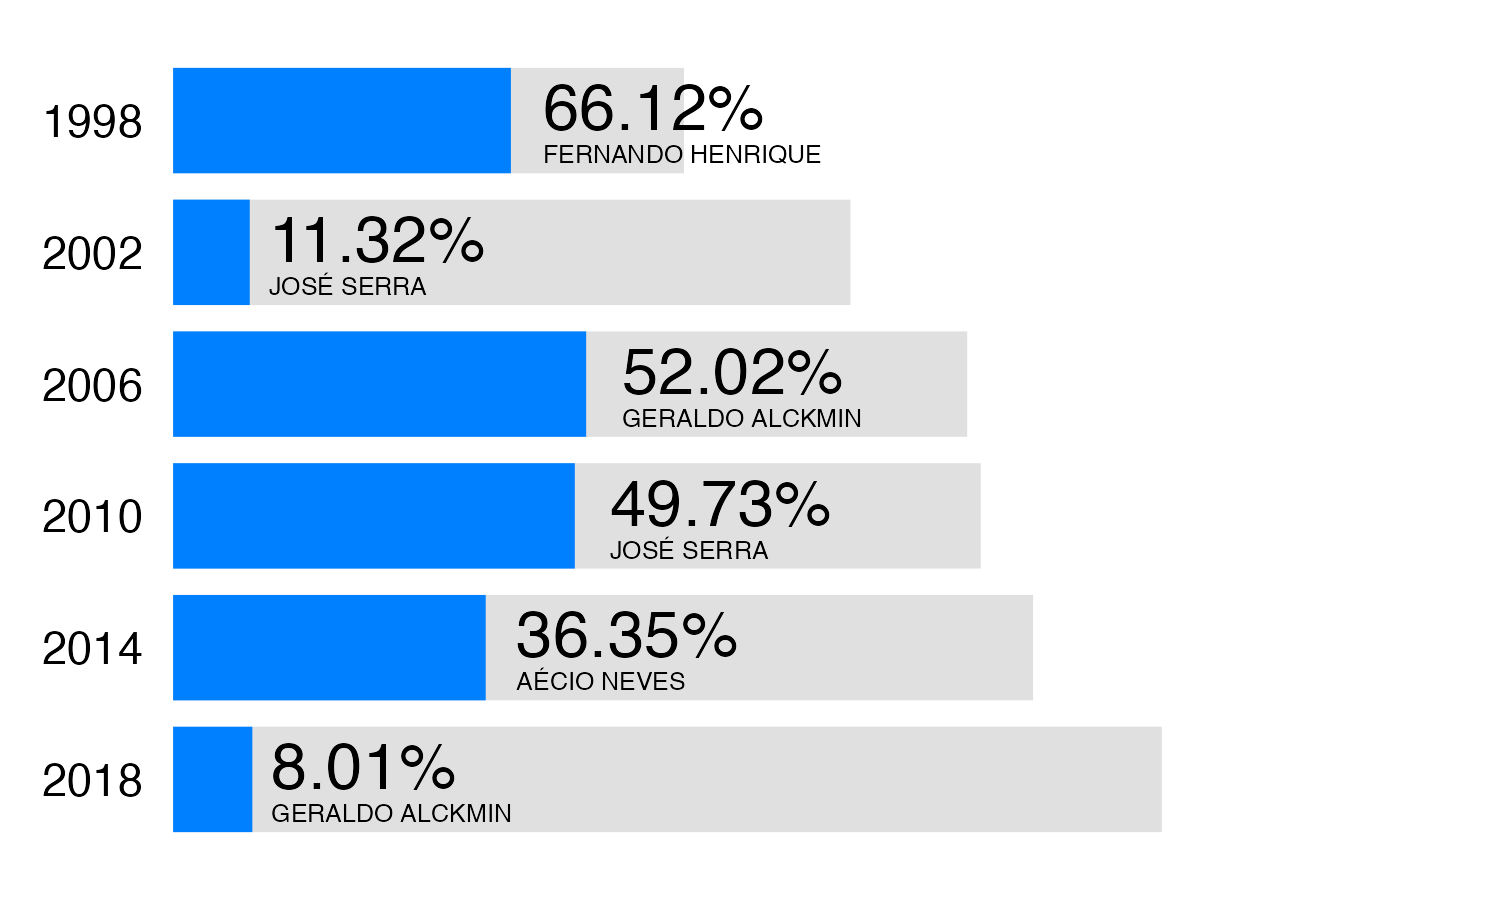 1998
66.12%
FERNANDO HENRIQUE
2002
11.32%
JOSÉ SERRA
2006
52.02%
GERALDO ALCKMIN
2010
49.73%
JOSÉ SERRA
2014
36.35%
AÉCIO NEVES
2018
8.01%
GERALDO ALCKMIN